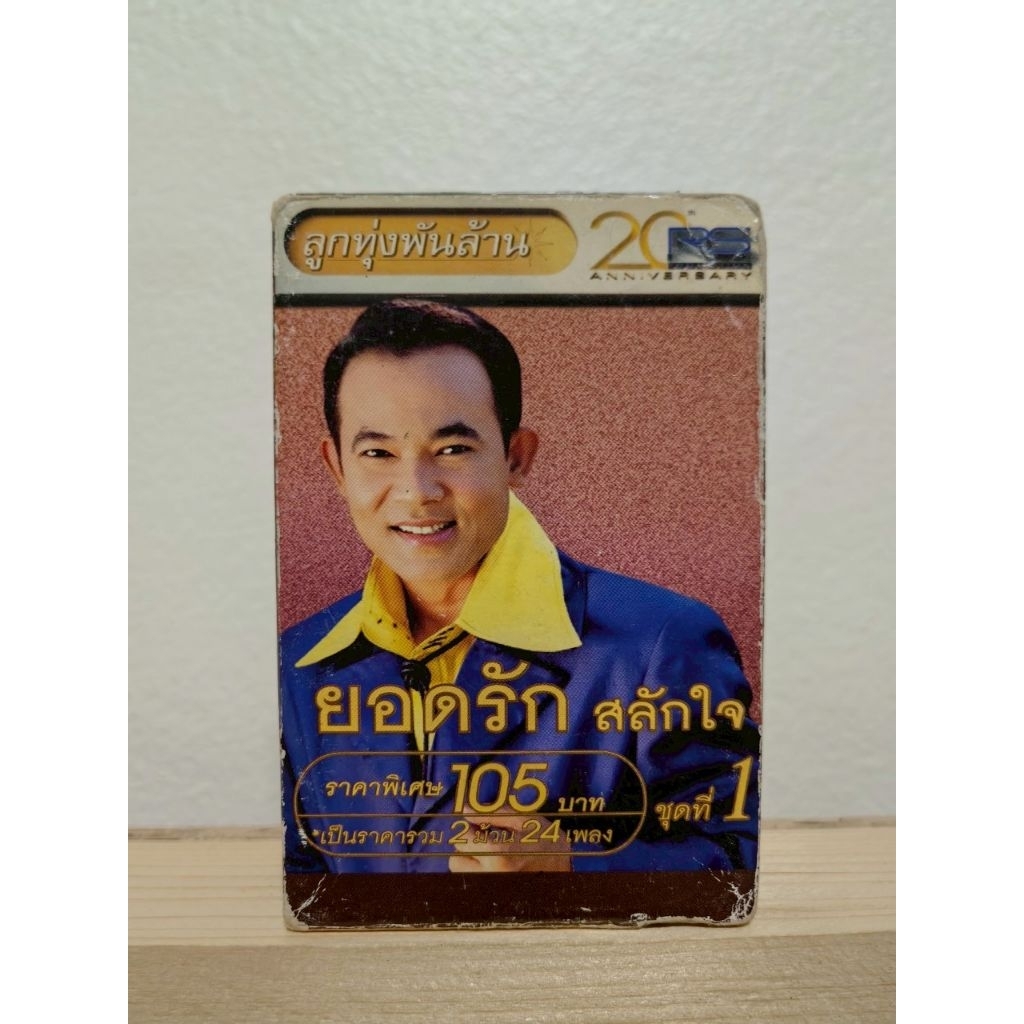 ลูกทุ่งพันล้าน
20th RS
ANNIVERSARY
ยอดรัก สลักใจ
ราคาพิเศษ 105 บาท
ชุดที่ 1
*เป็นราคารวม 2 ม้วน 24 เพลง